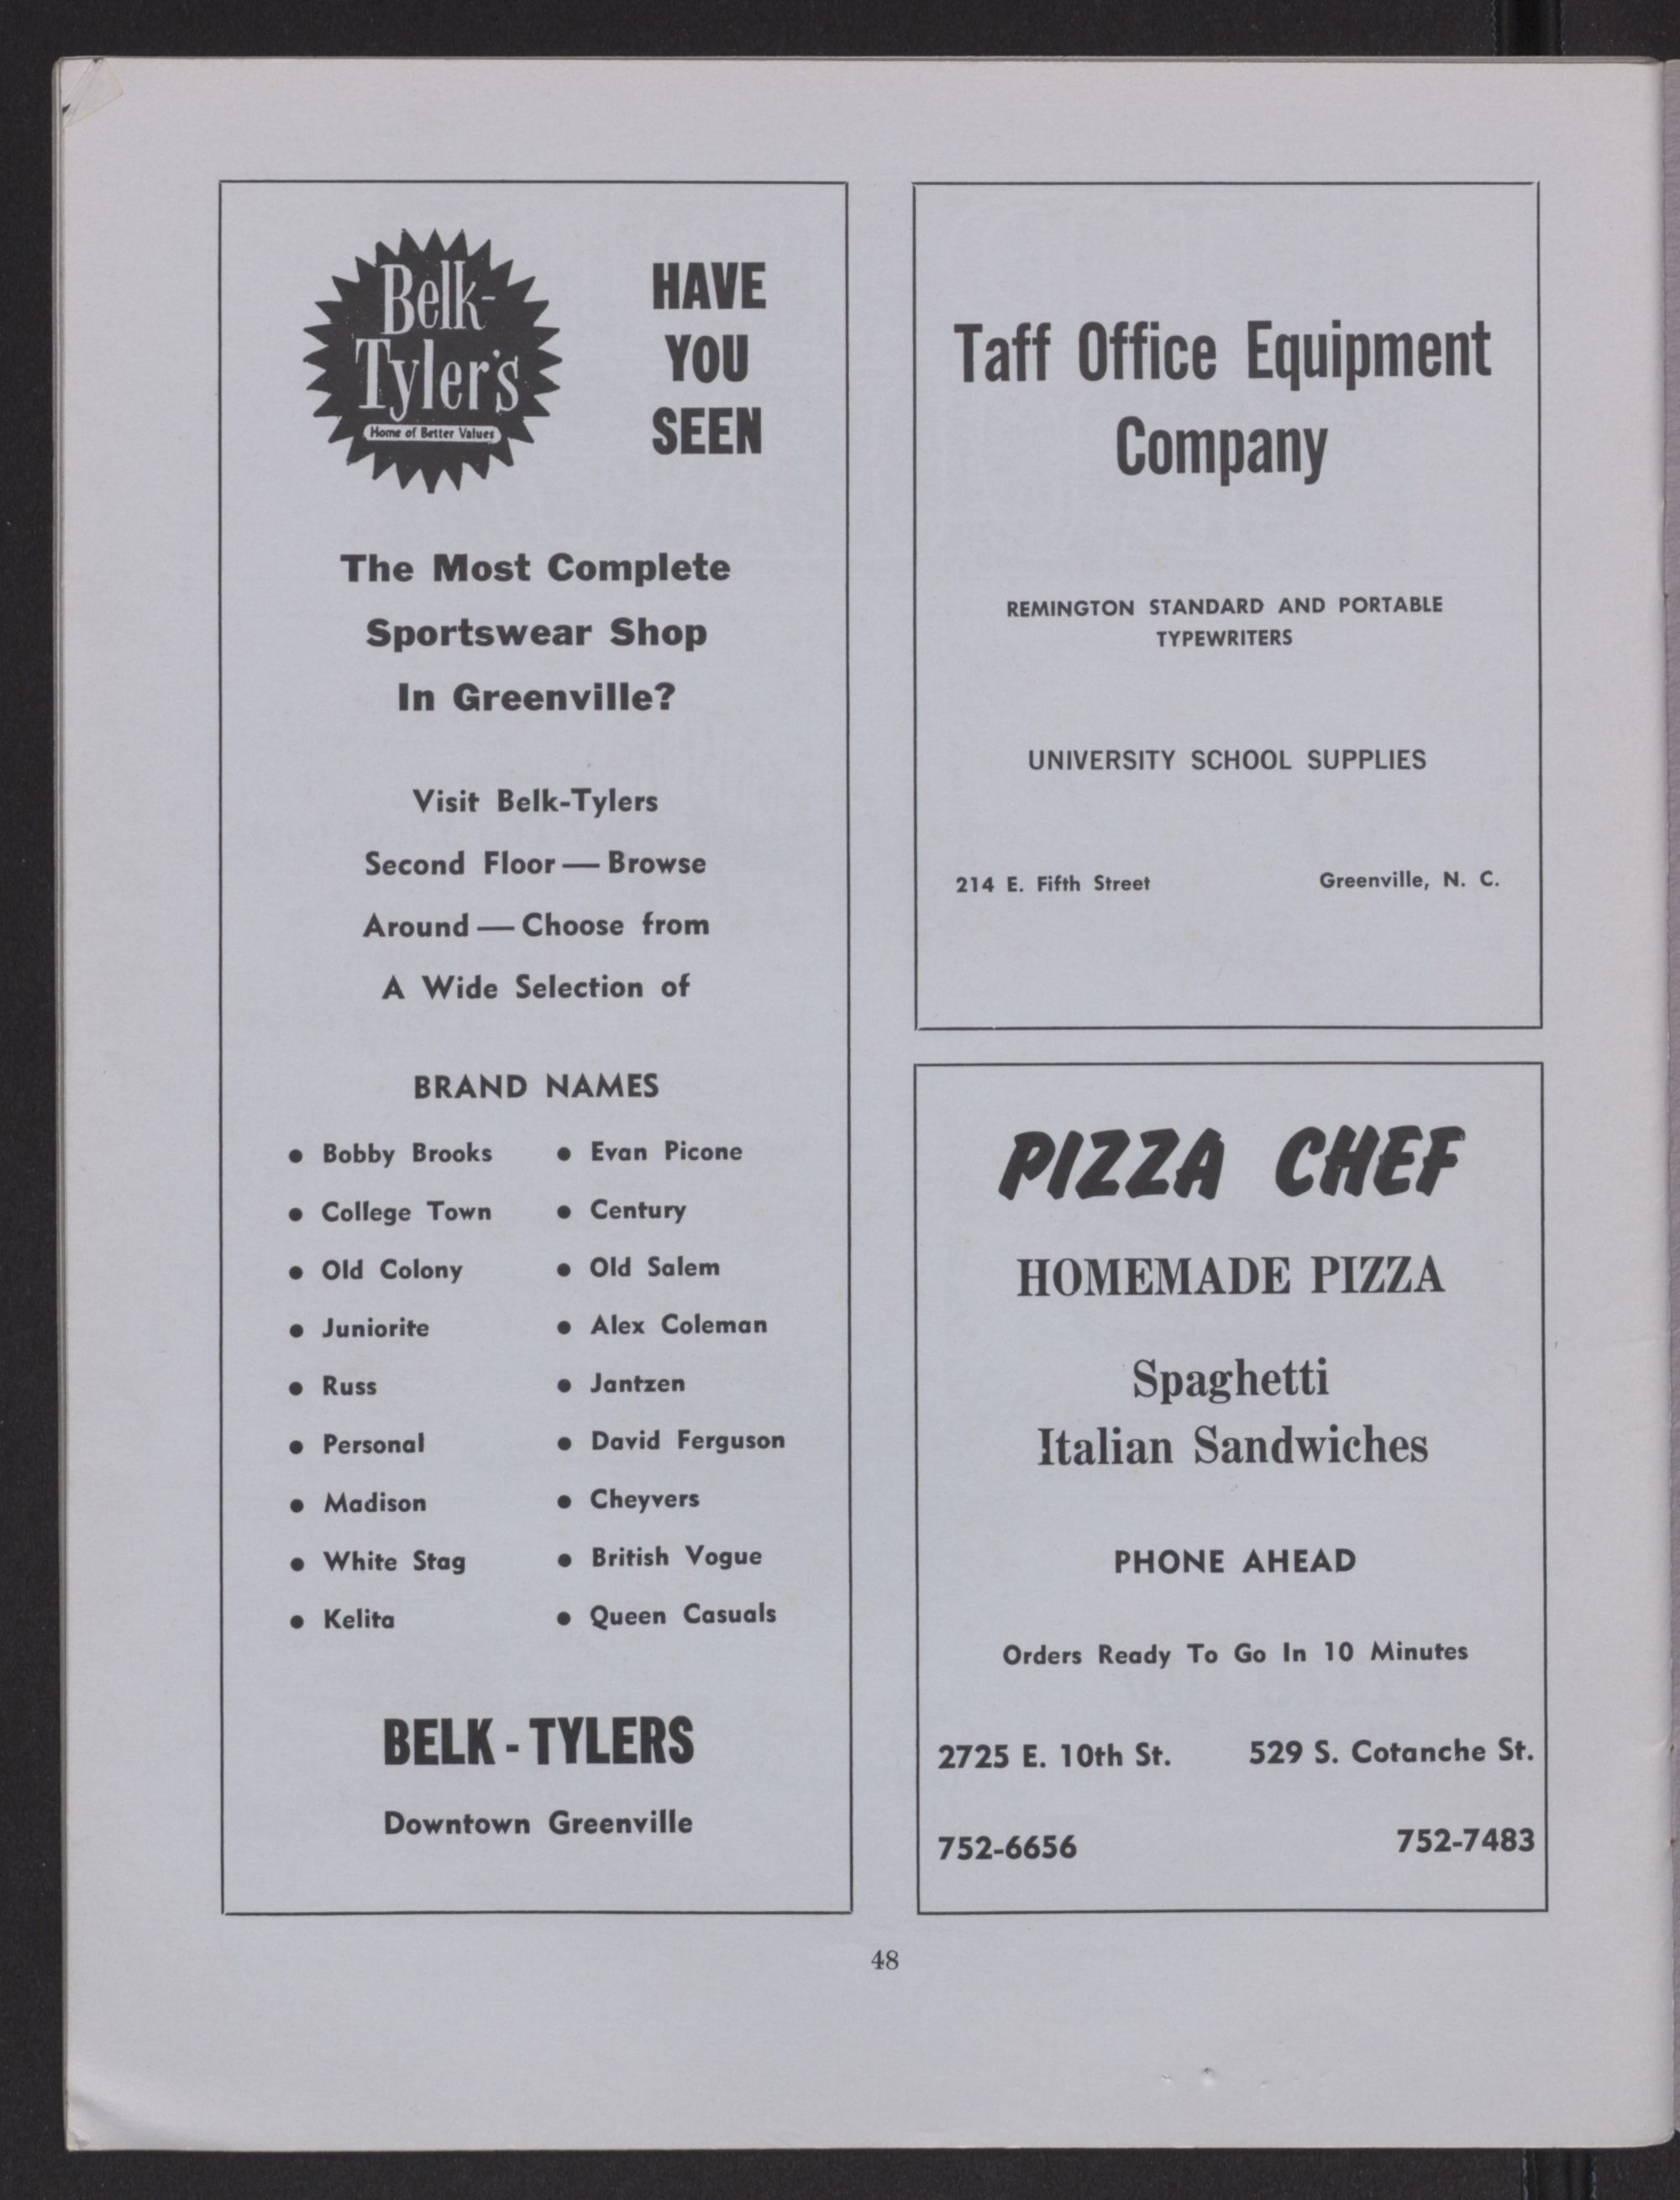 Belk-
Tyler's
Home of Better Values
HAVE
YOU
SEEN
The Most Complete
Sportswear Shop
In Greenville?
Visit Belk-Tylers
Second Floor — Browse
Around — Choose from
A Wide Selection of
BRAND NAMES
• Bobby Brooks
• College Town
• Old Colony
• Juniorite
• Russ
• Personal
• Madison
• White Stag
• Kelita
• Evan Picone
• Century
• Old Salem
• Alex Coleman
• Jantzen
• David Ferguson
• Cheyvers
• British Vogue
• Queen Casuals
BELK - TYLERS
Downtown Greenville
Taff Office Equipment
Company
REMINGTON STANDARD AND PORTABLE
TYPEWRITERS
UNIVERSITY SCHOOL SUPPLIES
214 E. Fifth Street Greenville, N. C.
PIZZA CHEF
HOMEMADE PIZZA
Spaghetti
Italian Sandwiches
PHONE AHEAD
Orders Ready To Go In 10 Minutes
2725 E. 10th St. 529 S. Cotanche St.
752-6656 752-7483
48